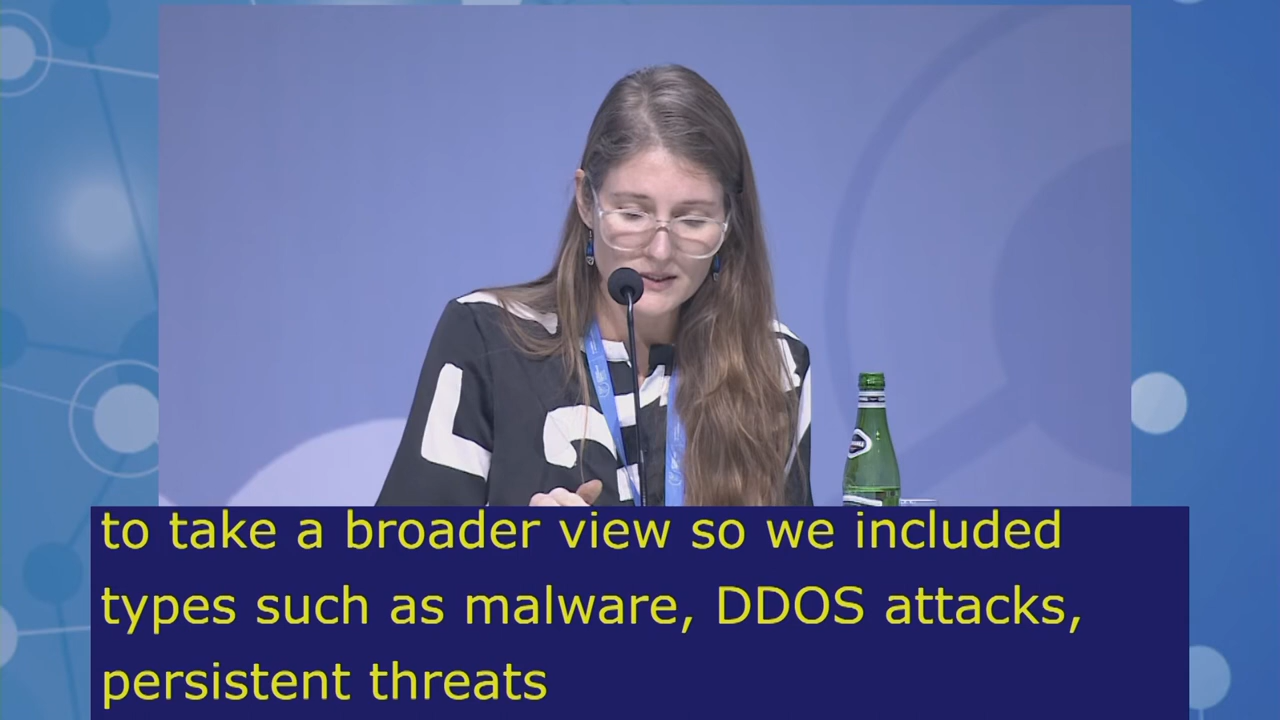 to take a broader view so we included
types such as malware, DDOS attacks,
persistent threats